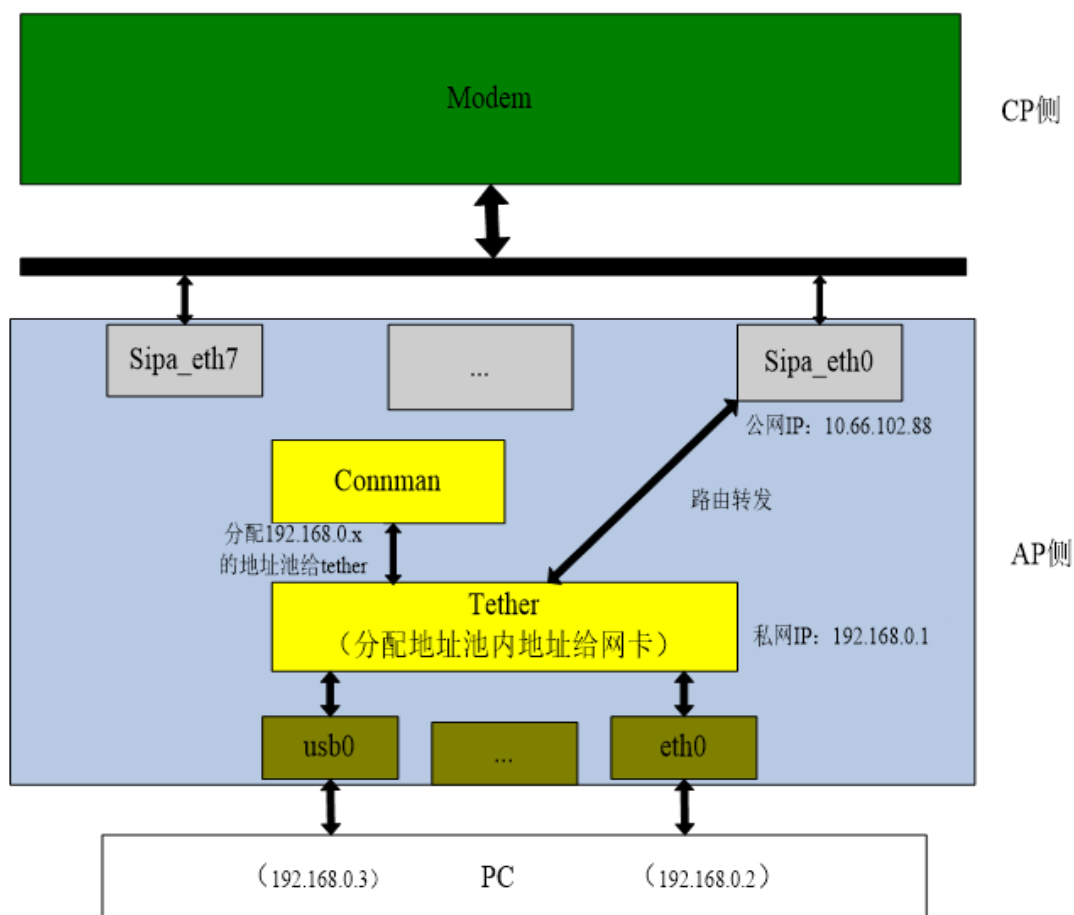 Modem
CP侧
Sipa_eth7
...
Sipa_eth0
公网IP：10.66.102.88
Connman
路由转发
分配192.168.0.x
的地址池给tether
AP侧
Tether
（分配地址池内地址给网卡）
私网IP：192.168.0.1
usb0
...
eth0
（192.168.0.3）
PC
（192.168.0.2）